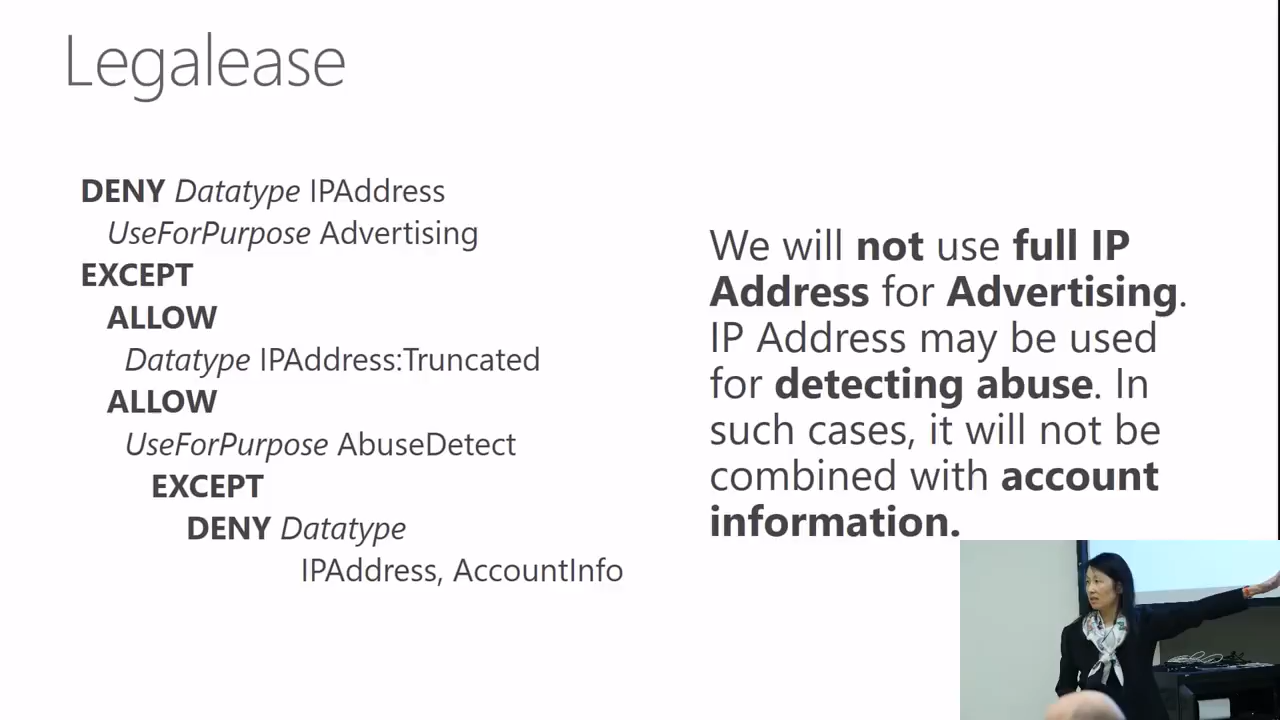 Legalease
DENY Datatype IPAddress
UseForPurpose Advertising
EXCEPT
ALLOW
Datatype IPAddress:Truncated
ALLOW
UseForPurpose AbuseDetect
EXCEPT
DENY Datatype
IPAddress, AccountInfo
We will not use full IP
Address for Advertising.
IP Address may be used
for detecting abuse. In
such cases, it will not be
combined with account
information.